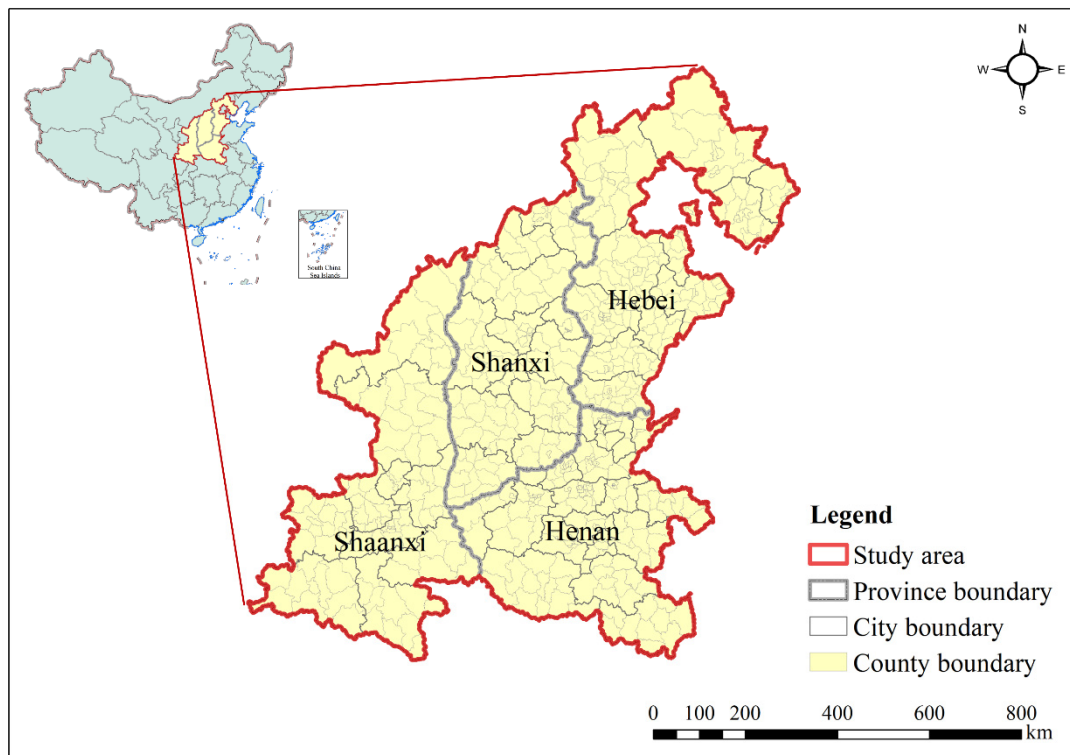 N
W E
S
South China
Sea Islands
Hebei
Shanxi
Shaanxi
Henan
Legend
Study area
Province boundary
City boundary
County boundary
0 100 200 400 600 800
km